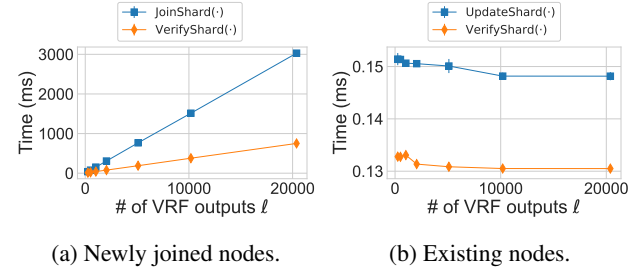 JoinShard(·)
VerifyShard(·)
3000
2000
1000
0
Time (ms)
0
10000
20000
# of VRF outputs ℓ
(a) Newly joined nodes.
UpdateShard(·)
VerifyShard(·)
0.15
0.14
0.13
Time (ms)
0
10000
20000
# of VRF outputs ℓ
(b) Existing nodes.